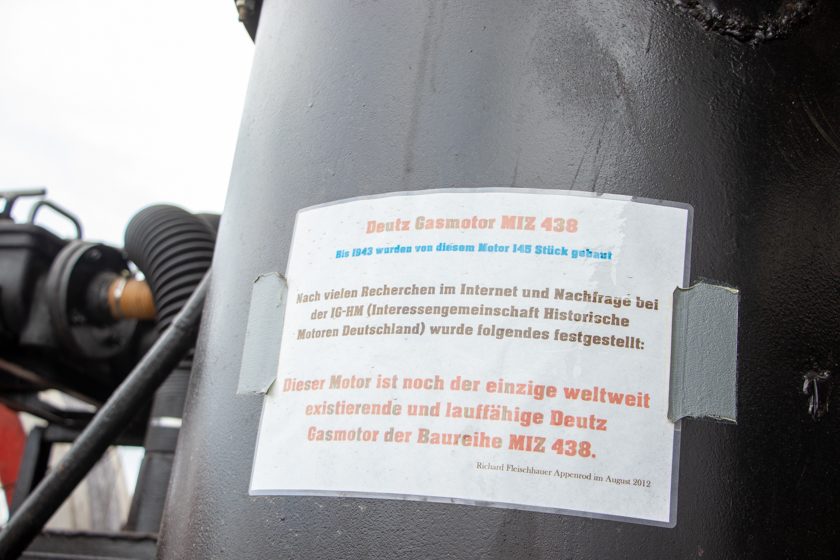 Deutz Gasmotor MIZ 438
Bis 1943 wurden von diesem Motor 145 Stück gebaut
Nach vielen Recherchen im Internet und Nachfrage bei
der IG-HM (Interessengemeinschaft Historische
Motoren Deutschland) wurde folgendes festgestellt:
Dieser Motor ist noch der einzige weltweit
existierende und lauffähige Deutz
Gasmotor der Baureihe MIZ 438.
Richard Fleischhauer Appenrod im August 2012